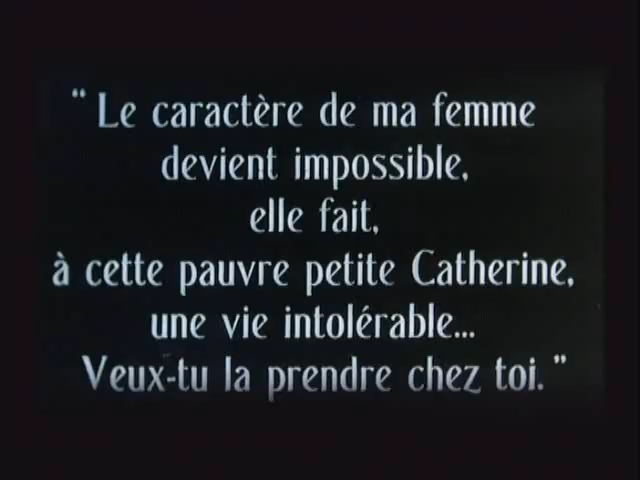 “ Le caractère de ma femme
devient impossible,
elle fait,
à cette pauvre petite Catherine,
une vie intolérable...
Veux-tu la prendre chez toi. ”